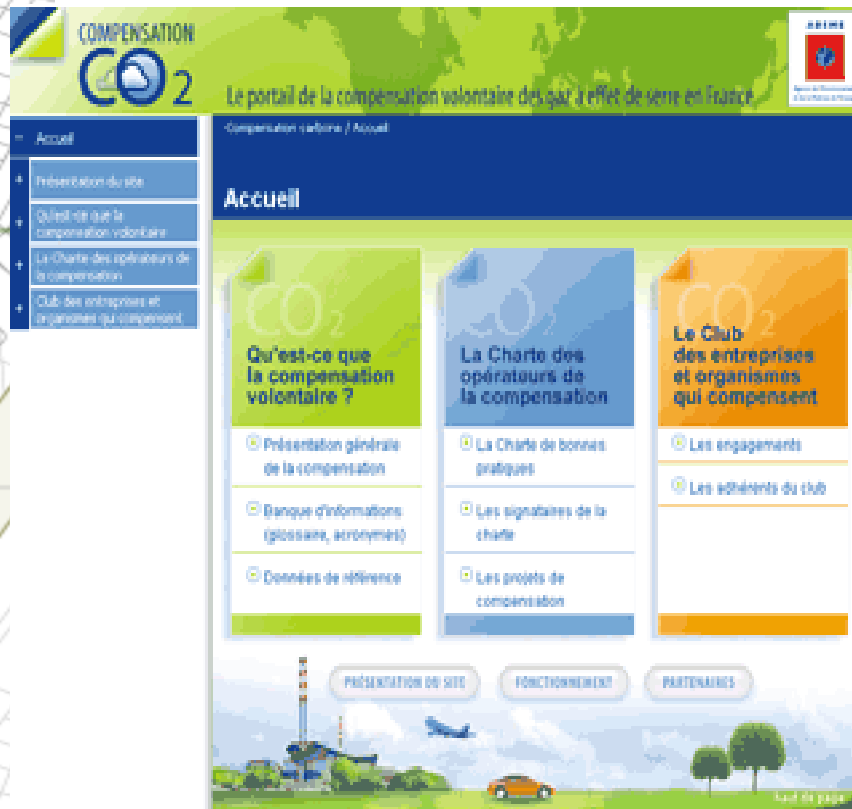 COMPENSATION
CO2
Le portail de la compensation volontaire des gaz à effet de serre en France
ADEME
Compensation carbone / Accueil
Accueil
Accueil
Présentation du site
Qu'est-ce que la
compensation volontaire
La Charte des opérateurs de
la compensation
Club des entreprises et
organismes qui compensent
CO2
Qu'est-ce que
la compensation
volontaire ?
Présentation générale
de la compensation
Banque d'informations
(glossaire, acronymes)
Données de référence
CO2
La Charte des
opérateurs de
la compensation
La Charte de bonnes
pratiques
Les signataires de la
charte
Les projets de
compensation
CO2
Le Club
des entreprises
et organismes
qui compensent
Les engagements
Les adhérents du club
PRÉSENTATION DU SITE
FONCTIONNEMENT
PARTENAIRES
haut de page